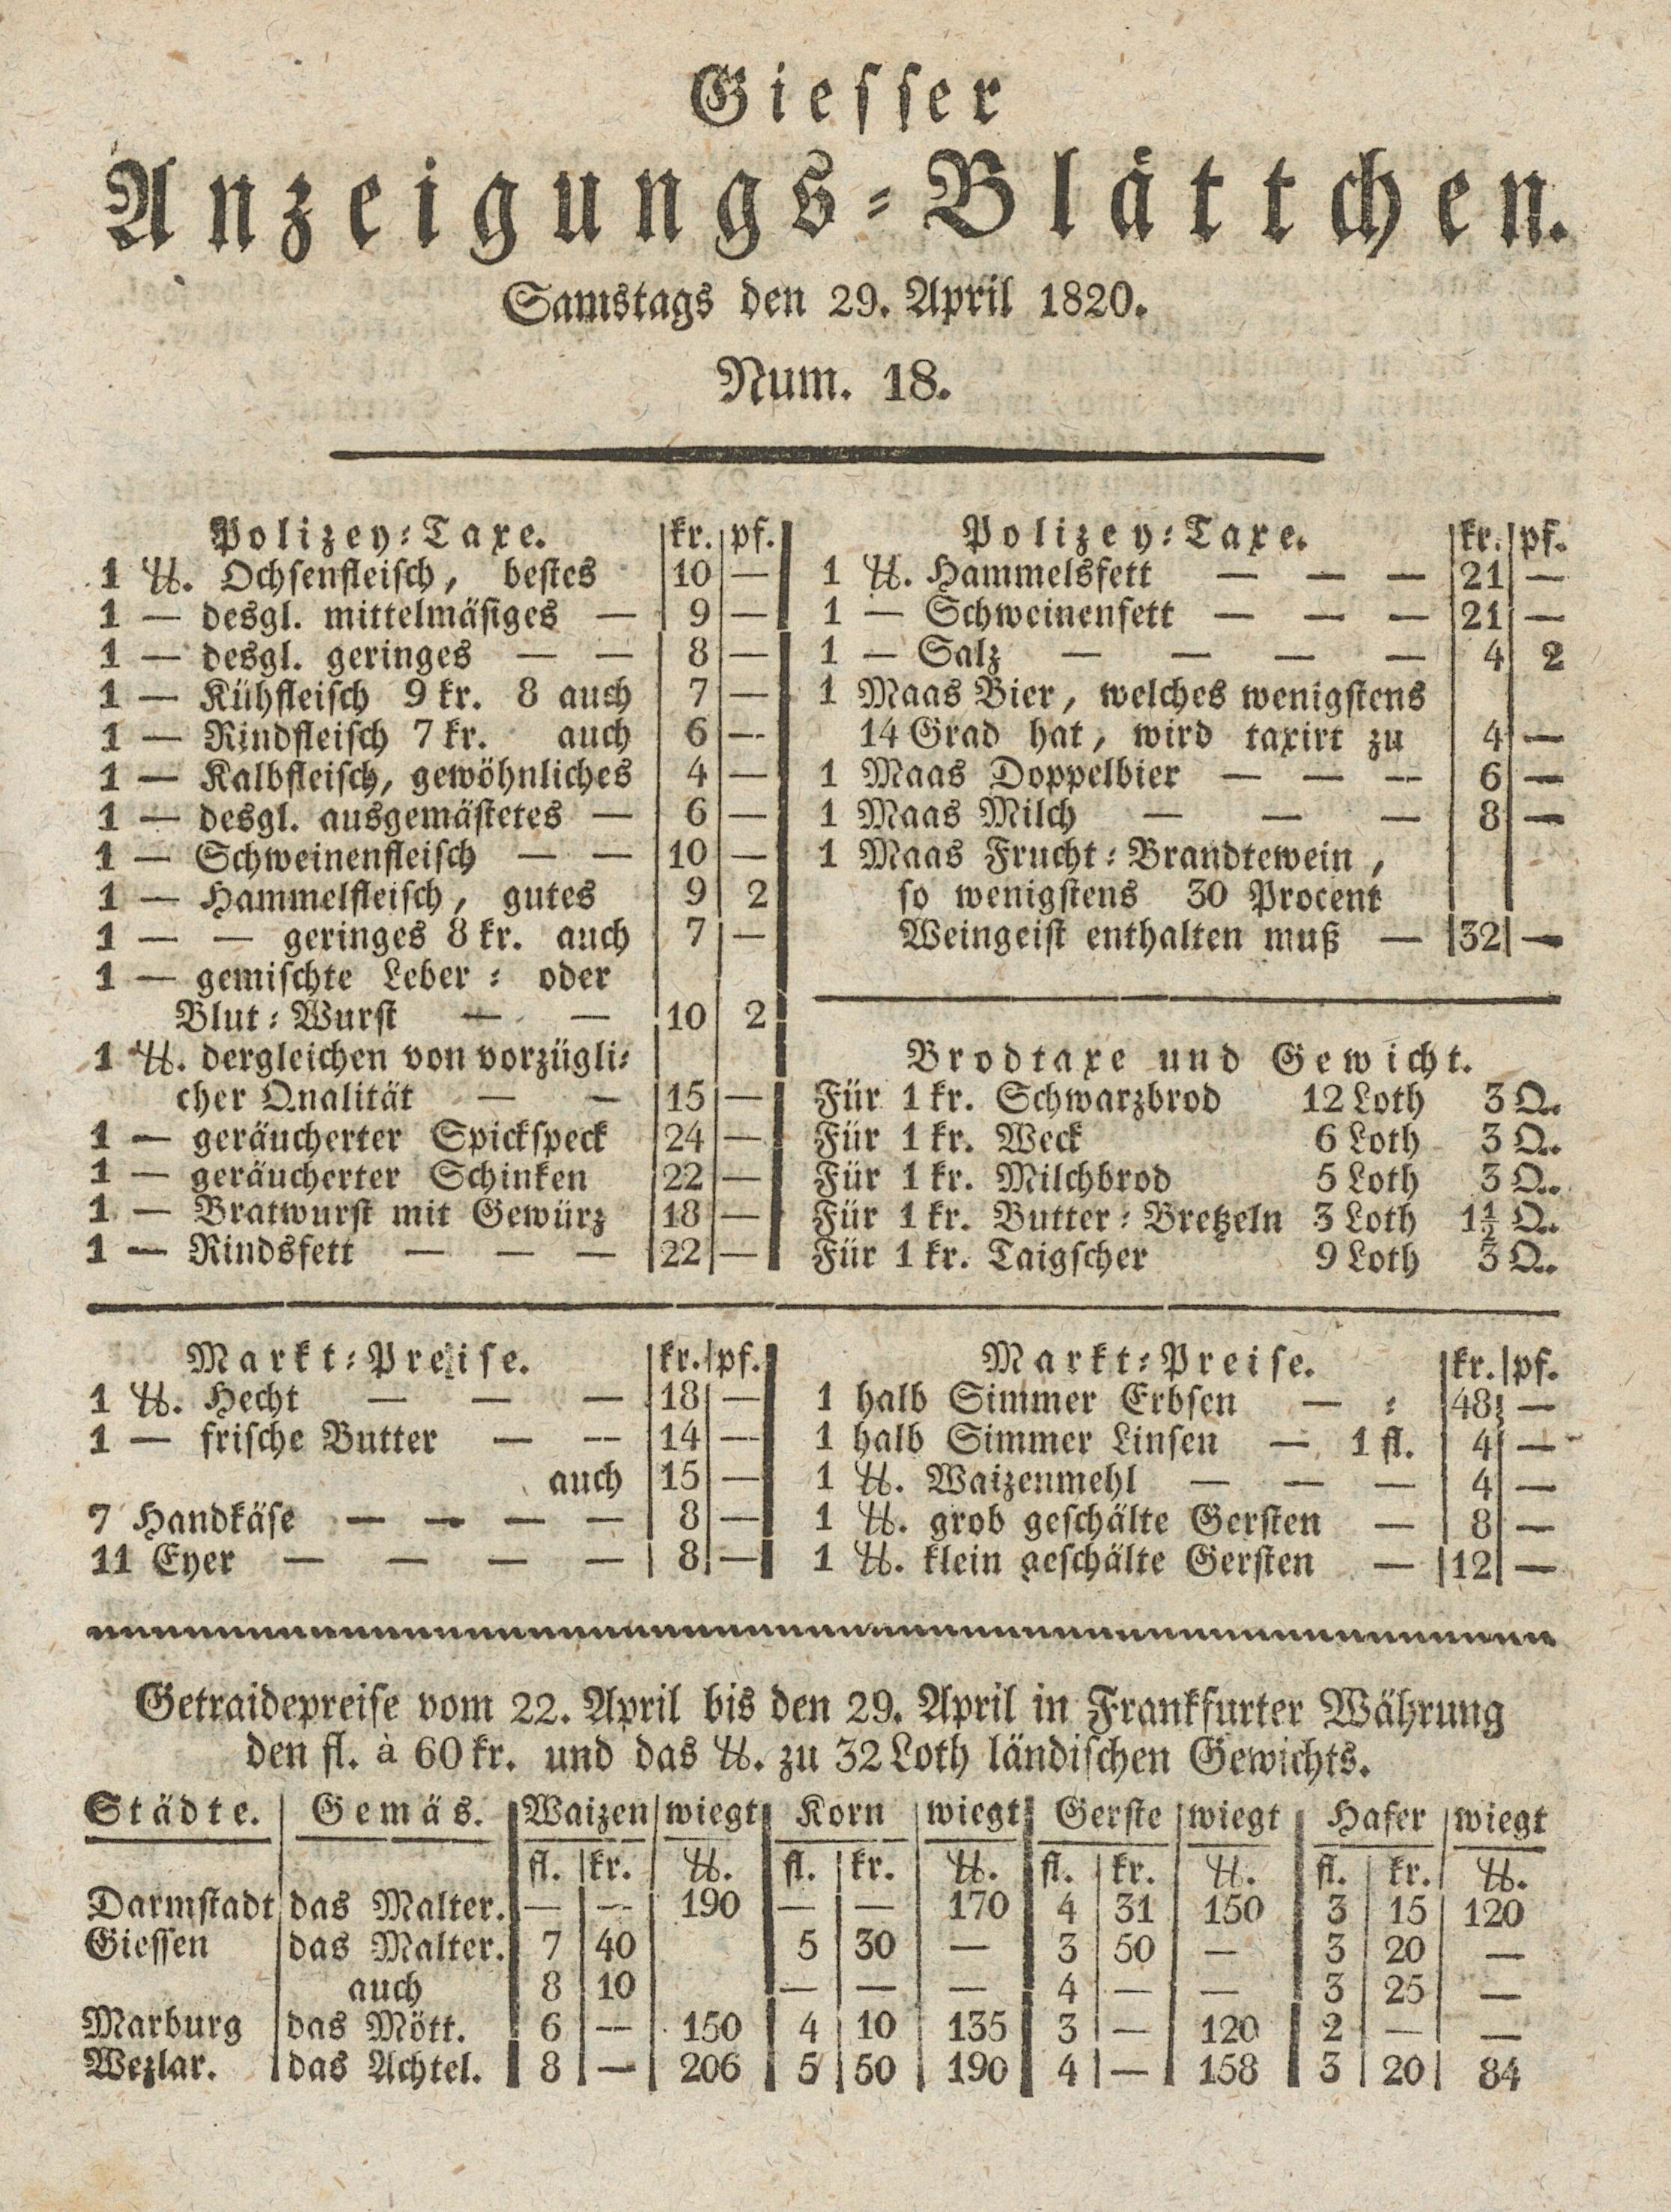 Giesser
Anzeigungs-Blättchen.
Samstags den 29. April 1820.
Num. 18.
Polizey-Taxe. kr. pf.
1 ℔. Ochsenfleisch, bestes 10 —
1 — desgl. mittelmäsiges — 9 —
1 — desgl. geringes — — 8 —
1 — Kühfleisch 9 kr. 8 auch 7 —
1 — Rindfleisch 7 kr. auch 6 —
1 — Kalbfleisch, gewöhnliches 4 —
1 — desgl. ausgemästetes — 6 —
1 — Schweinenfleisch — — 10 —
1 — Hammelfleisch, gutes 9 2
1 — — geringes 8 kr. auch 7 —
1 — gemischte Leber- oder
Blut-Wurst — — 10 2
1 ℔. dergleichen von vorzügli-
cher Qnalität — — 15 —
1 — geräucherter Spickspeck 24 —
1 — geräucherter Schinken 22 —
1 — Bratwurst mit Gewürz 18 —
1 — Rindsfett — — — 22 —
Polizey-Taxe. kr. pf.
1 ℔. Hammelsfett — — — 21 —
1 — Schweinenfett — — — 21 —
1 — Salz — — — — 4 2
1 Maas Bier, welches wenigstens
14 Grad hat, wird taxirt zu 4 —
1 Maas Doppelbier — — — 6 —
1 Maas Milch — — — 8 —
1 Maas Frucht-Brandtewein,
so wenigstens 30 Procent
Weingeist enthalten muß — 32 —
Brodtaxe und Gewicht.
Für 1 kr. Schwarzbrod 12 Loth 3 Q.
Für 1 kr. Weck 6 Loth 3 Q.
Für 1 kr. Milchbrod 5 Loth 3 Q.
Für 1 kr. Butter-Bretzeln 3 Loth 1½ Q.
Für 1 kr. Taigscher 9 Loth 3 Q.
Markt-Preise. kr. pf.
1 ℔. Hecht — — — 18 —
1 — frische Butter — — 14 —
auch 15 —
7 Handkäse — — — — 8 —
11 Eyer — — — — 8 —
Markt-Preise. kr. pf.
1 halb Simmer Erbsen — - 48 —
1 halb Simmer Linsen — 1 fl. 4 —
1 ℔. Waizenmehl — — — 4 —
1 ℔. grob geschälte Gersten — 8 —
1 ℔. klein geschälte Gersten — 12 —
Getraidepreise vom 22. April bis den 29. April in Frankfurter Währung
den fl. à 60 kr. und das ℔. zu 32 Loth ländischen Gewichts.
Städte. Gemäs. Waizen wiegt Korn wiegt Gerste wiegt Hafer wiegt
fl. kr. ℔. fl. kr. ℔. fl. kr. ℔. fl. kr. ℔.
Darmstadt das Malter. — — 190 — — 170 4 31 150 3 15 120
Giessen das Malter. 7 40 5 30 — 3 50 — 3 20 —
auch 8 10 — — — 4 — — 3 25 —
Marburg das Mött. 6 — 150 4 10 135 3 — 120 2 — —
Wezlar. das Achtel. 8 — 206 5 50 190 4 — 158 3 20 84